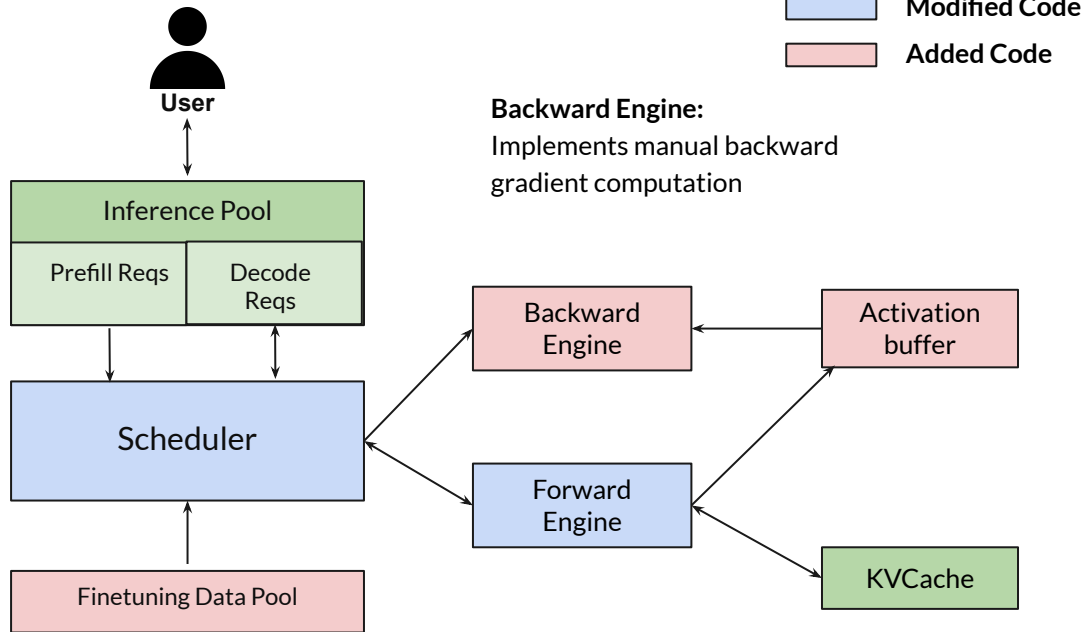 Modified Code
Added Code
User
Backward Engine:
Implements manual backward
gradient computation
Inference Pool
Prefill Reqs
Decode
Reqs
Backward
Engine
Activation
buffer
Scheduler
Forward
Engine
KVCache
Finetuning Data Pool